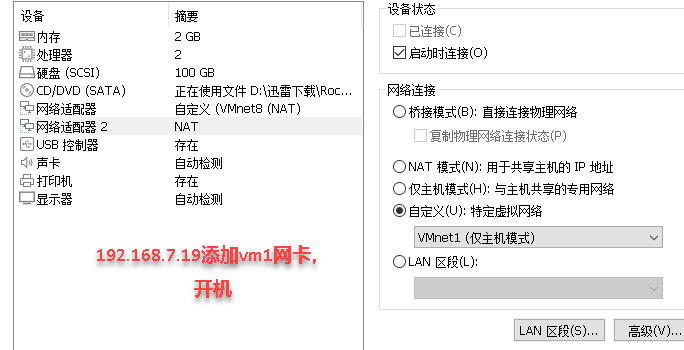 设备 摘要
内存 2 GB
处理器 2
硬盘 (SCSI) 100 GB
CD/DVD (SATA) 正在使用文件 D:\迅雷下载\Roc...
网络适配器 自定义 (VMnet8 (NAT)
网络适配器 2 NAT
USB 控制器 存在
声卡 自动检测
打印机 存在
显示器 自动检测
192.168.7.19添加vm1网卡,
开机
设备状态
已连接(C)
启动时连接(O)
网络连接
桥接模式(B): 直接连接物理网络
复制物理网络连接状态(P)
NAT 模式(N): 用于共享主机的 IP 地址
仅主机模式(H): 与主机共享的专用网络
自定义(U): 特定虚拟网络
VMnet1 (仅主机模式)
LAN 区段(L):
LAN 区段(S)... 高级(V)...